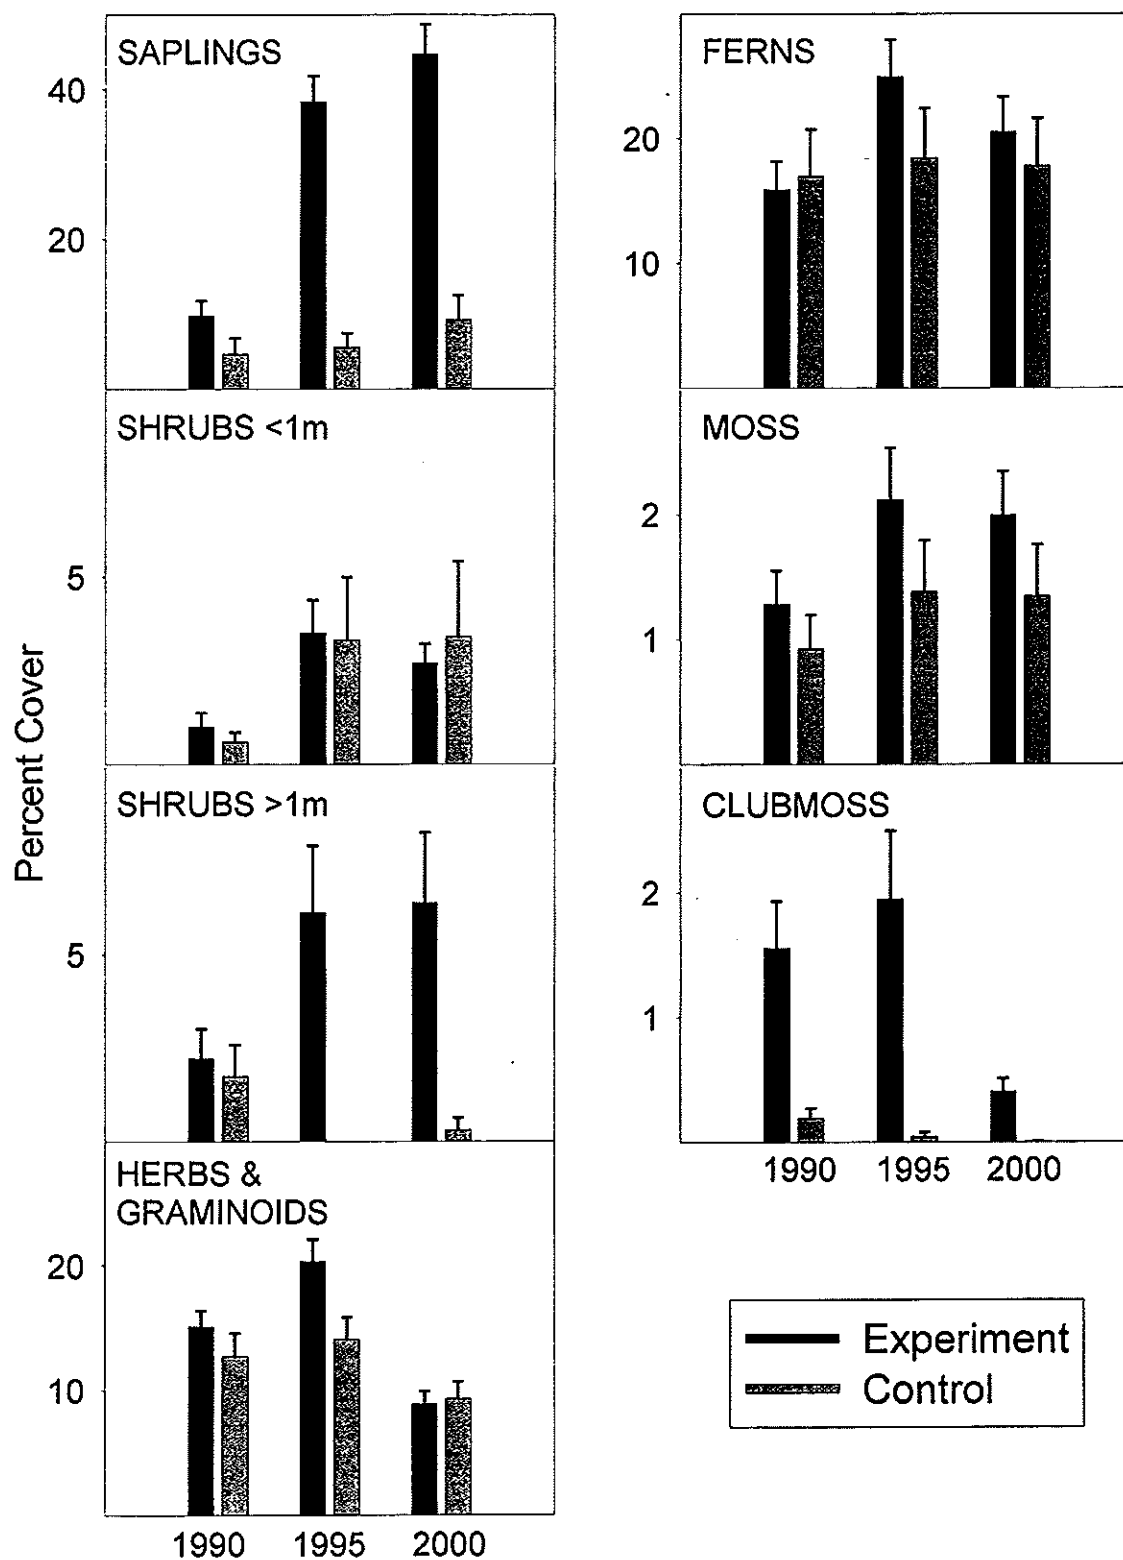 SAPLINGS
40
20
SHRUBS <1m
5
SHRUBS >1m
5
HERBS &
GRAMINOIDS
20
10
1990 1995 2000
Percent Cover
FERNS
20
10
MOSS
2
1
CLUBMOSS
2
1
1990 1995 2000
Experiment
Control